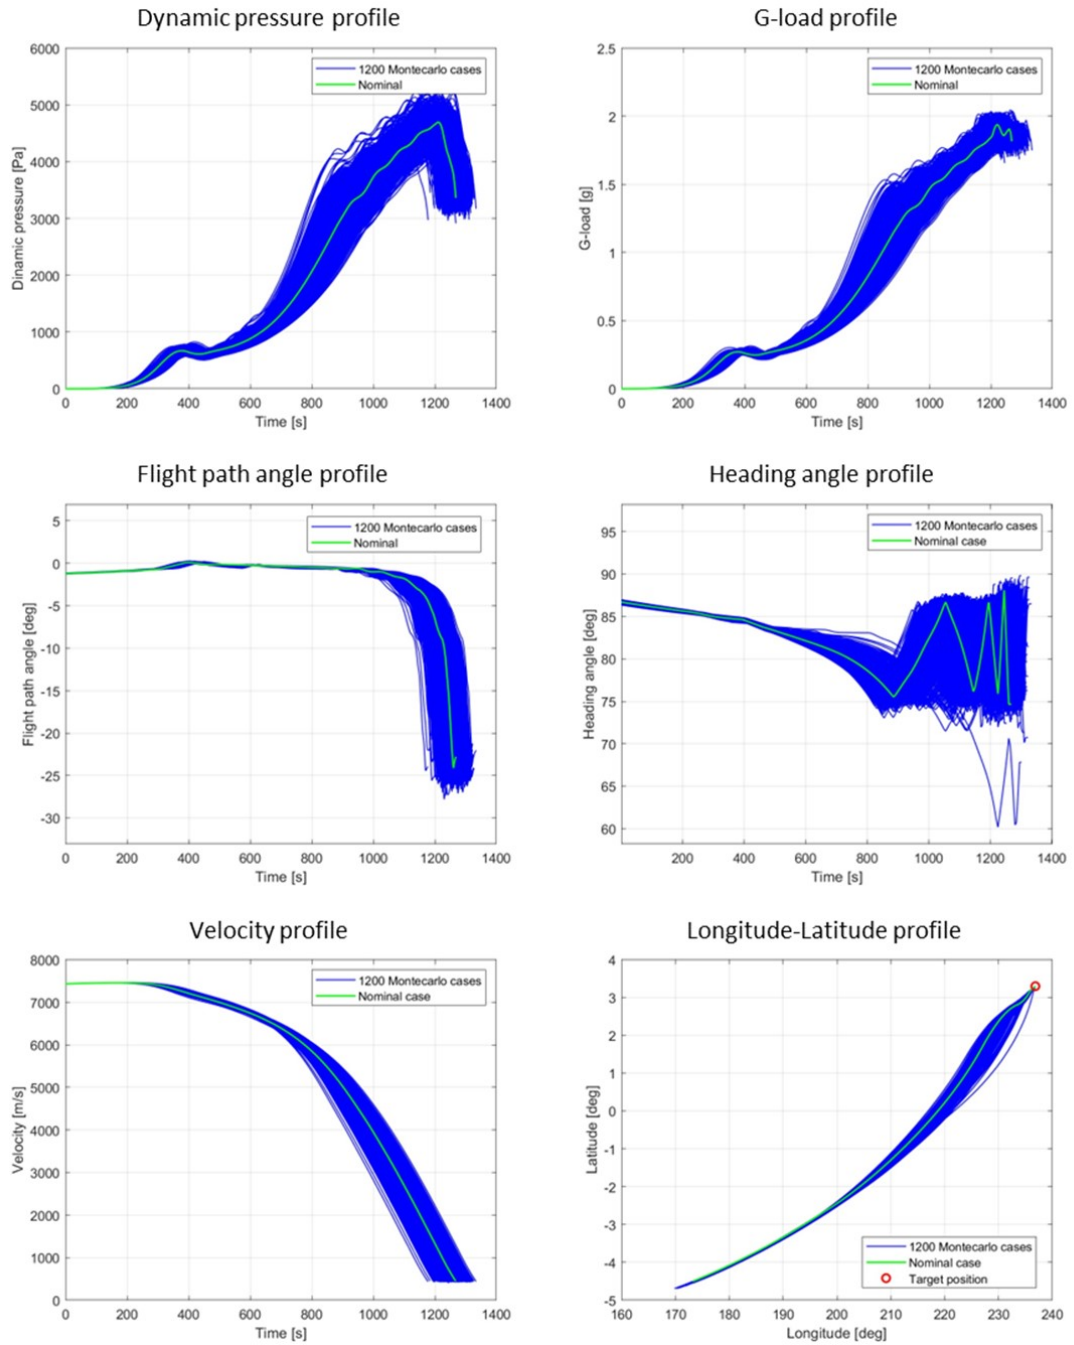 Dynamic pressure profile
6000
5000
4000
3000
2000
1000
0
0 200 400 600 800 1000 1200 1400
Dinamic pressure [Pa]
Time [s]
1200 Montecarlo cases
Nominal
G-load profile
2.5
2
1.5
1
0.5
0
0 200 400 600 800 1000 1200 1400
G-load [g]
Time [s]
1200 Montecarlo cases
Nominal
Flight path angle profile
5
0
-5
-10
-15
-20
-25
-30
0 200 400 600 800 1000 1200 1400
Flight path angle [deg]
Time [s]
1200 Montecarlo cases
Nominal
Heading angle profile
95
90
85
80
75
70
65
60
200 400 600 800 1000 1200 1400
Heading angle [deg]
Time [s]
1200 Montecarlo cases
Nominal case
Velocity profile
8000
7000
6000
5000
4000
3000
2000
1000
0
0 200 400 600 800 1000 1200 1400
Velocity [m/s]
Time [s]
1200 Montecarlo cases
Nominal case
Longitude-Latitude profile
4
3
2
1
0
-1
-2
-3
-4
-5
160 170 180 190 200 210 220 230 240
Latitude [deg]
Longitude [deg]
1200 Montecarlo cases
Nominal case
Target position